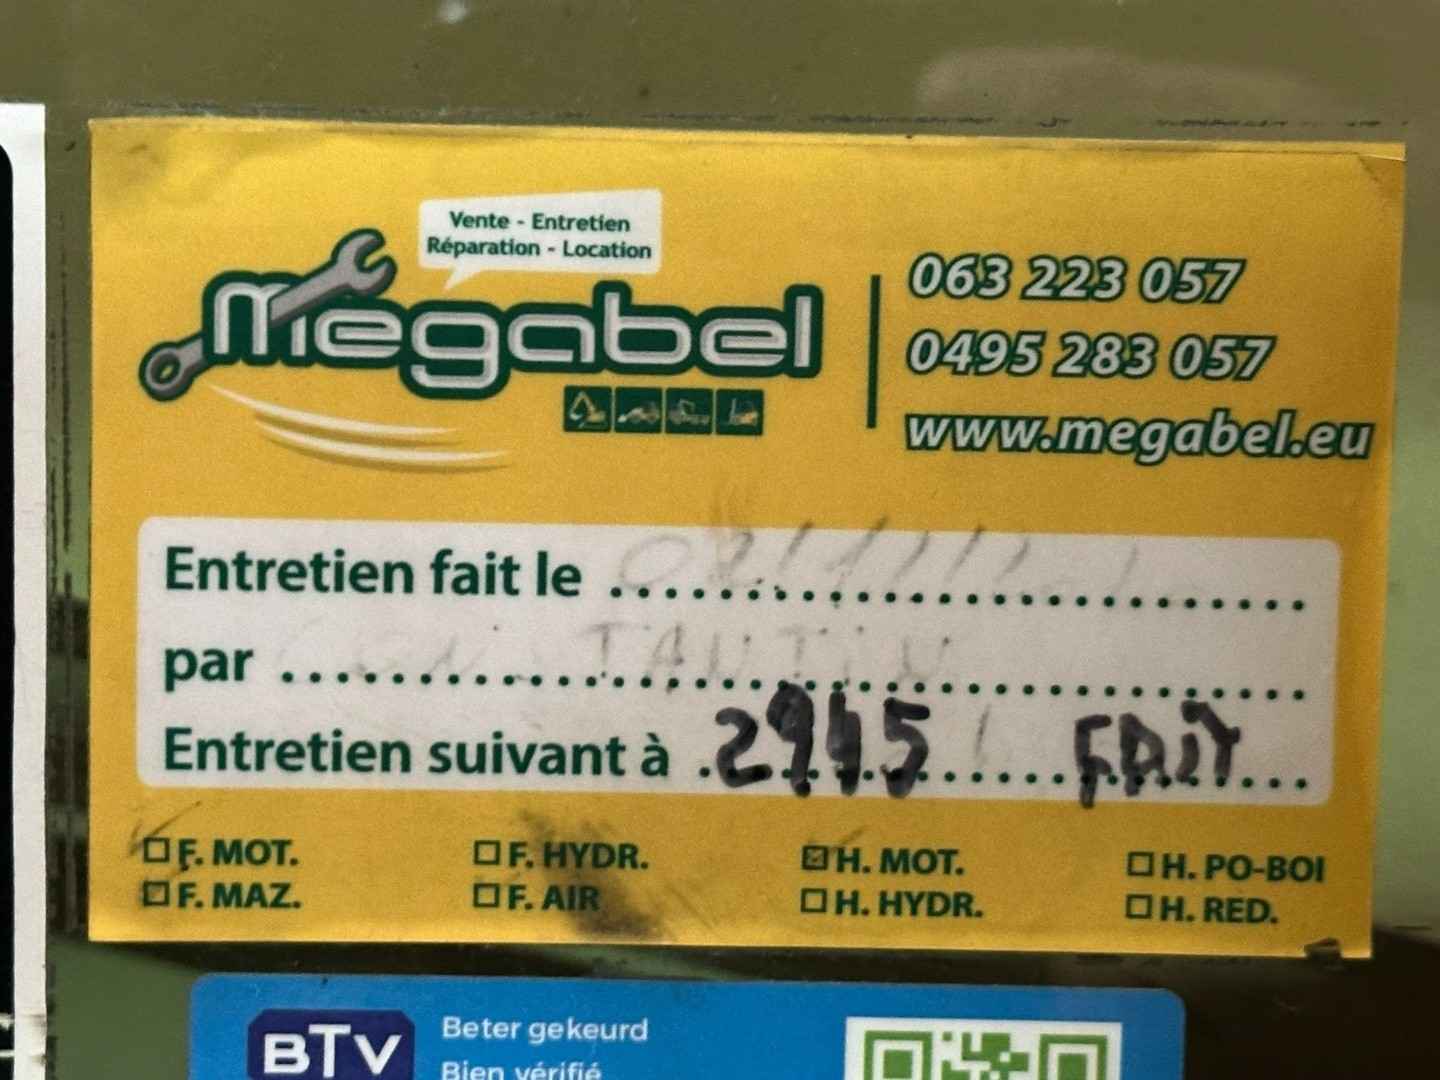 Vente - Entretien
Réparation - Location
megabel
063 223 057
0495 283 057
www.megabel.eu
Entretien fait le
par
Entretien suivant à 2945 FAIT
F. MOT. F. HYDR. H. MOT. H. PO-BOI
F. MAZ. F. AIR H. HYDR. H. RED.
BTV
Beter gekeurd
Bien vérifié